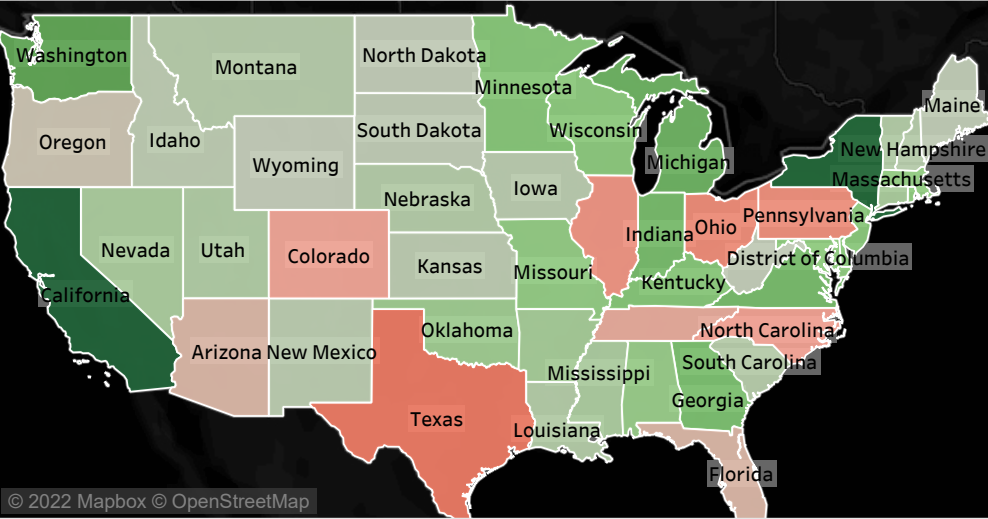 Washington
Montana
North Dakota
Minnesota
Maine
Oregon
Idaho
South Dakota
Wisconsin
New Hampshire
Wyoming
Michigan
Massachusetts
Iowa
Nebraska
Pennsylvania
Nevada
Utah
Colorado
Indiana
Ohio
Kansas
Missouri
District of Columbia
California
Kentucky
Arizona
New Mexico
Oklahoma
North Carolina
Mississippi
South Carolina
Georgia
Texas
Louisiana
Florida
© 2022 Mapbox © OpenStreetMap